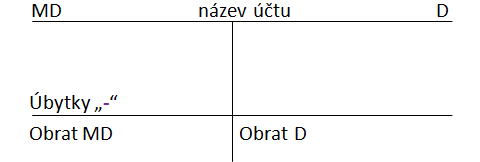 MD název účtu D
Úbytky „-“
Obrat MD Obrat D